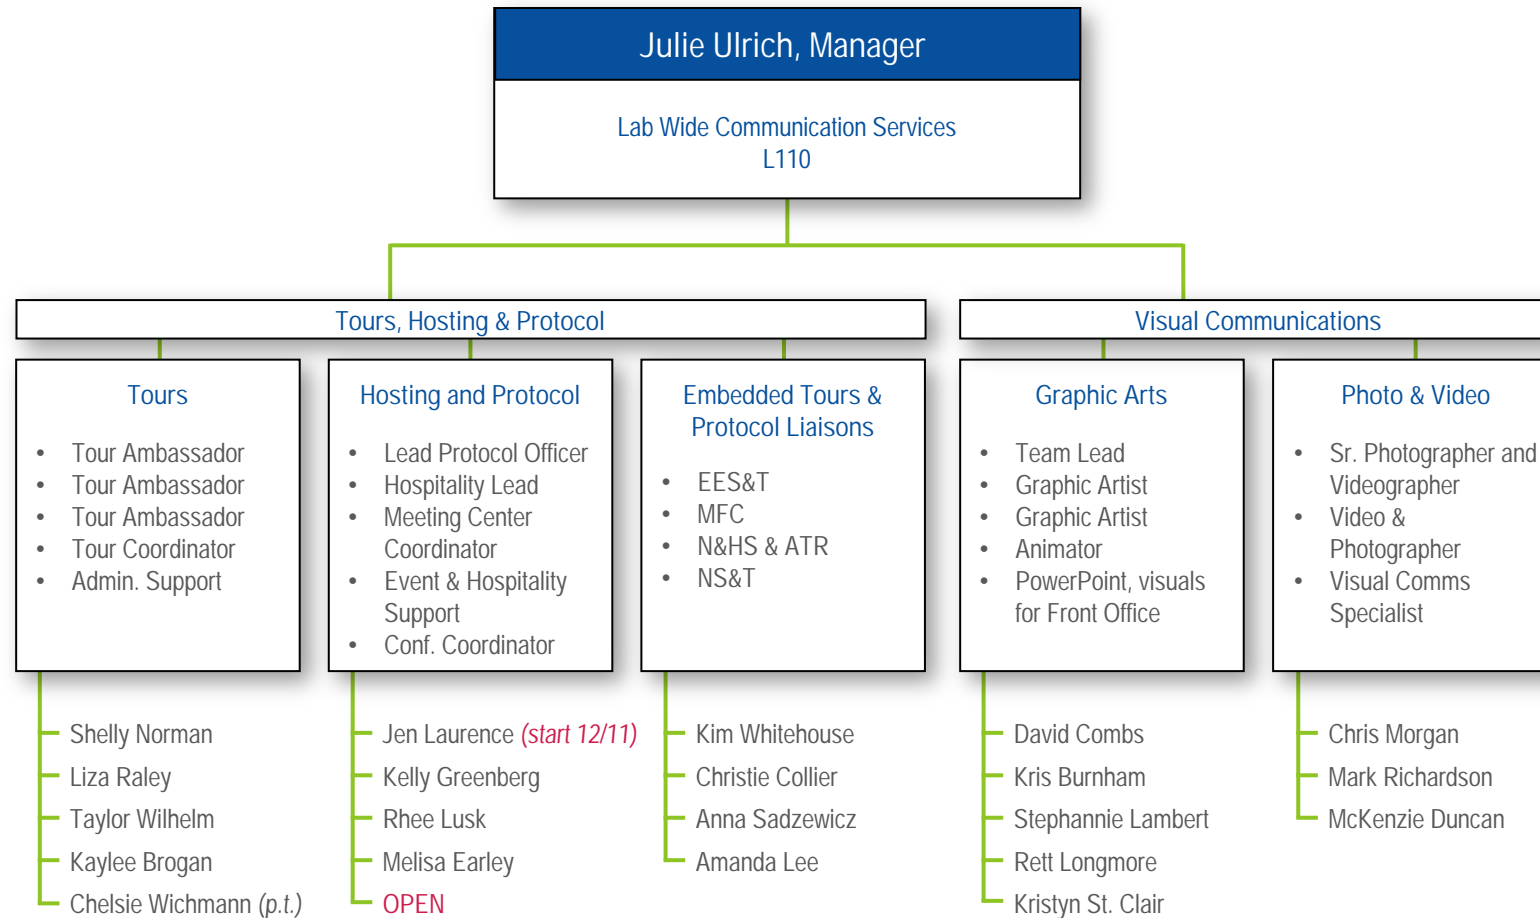 Julie Ulrich, Manager
Lab Wide Communication Services
L110
Tours, Hosting & Protocol
Visual Communications
Tours
• Tour Ambassador
• Tour Ambassador
• Tour Ambassador
• Tour Coordinator
• Admin. Support
Shelly Norman
Liza Raley
Taylor Wilhelm
Kaylee Brogan
Chelsie Wichmann (p.t.)
Hosting and Protocol
• Lead Protocol Officer
• Hospitality Lead
• Meeting Center
Coordinator
• Event & Hospitality
Support
• Conf. Coordinator
Jen Laurence (start 12/11)
Kelly Greenberg
Rhee Lusk
Melisa Earley
OPEN
Embedded Tours &
Protocol Liaisons
• EES&T
• MFC
• N&HS & ATR
• NS&T
Kim Whitehouse
Christie Collier
Anna Sadzewicz
Amanda Lee
Graphic Arts
• Team Lead
• Graphic Artist
• Graphic Artist
• Animator
• PowerPoint, visuals
for Front Office
David Combs
Kris Burnham
Stephannie Lambert
Rett Longmore
Kristyn St. Clair
Photo & Video
• Sr. Photographer and
Videographer
• Video &
Photographer
• Visual Comms
Specialist
Chris Morgan
Mark Richardson
McKenzie Duncan